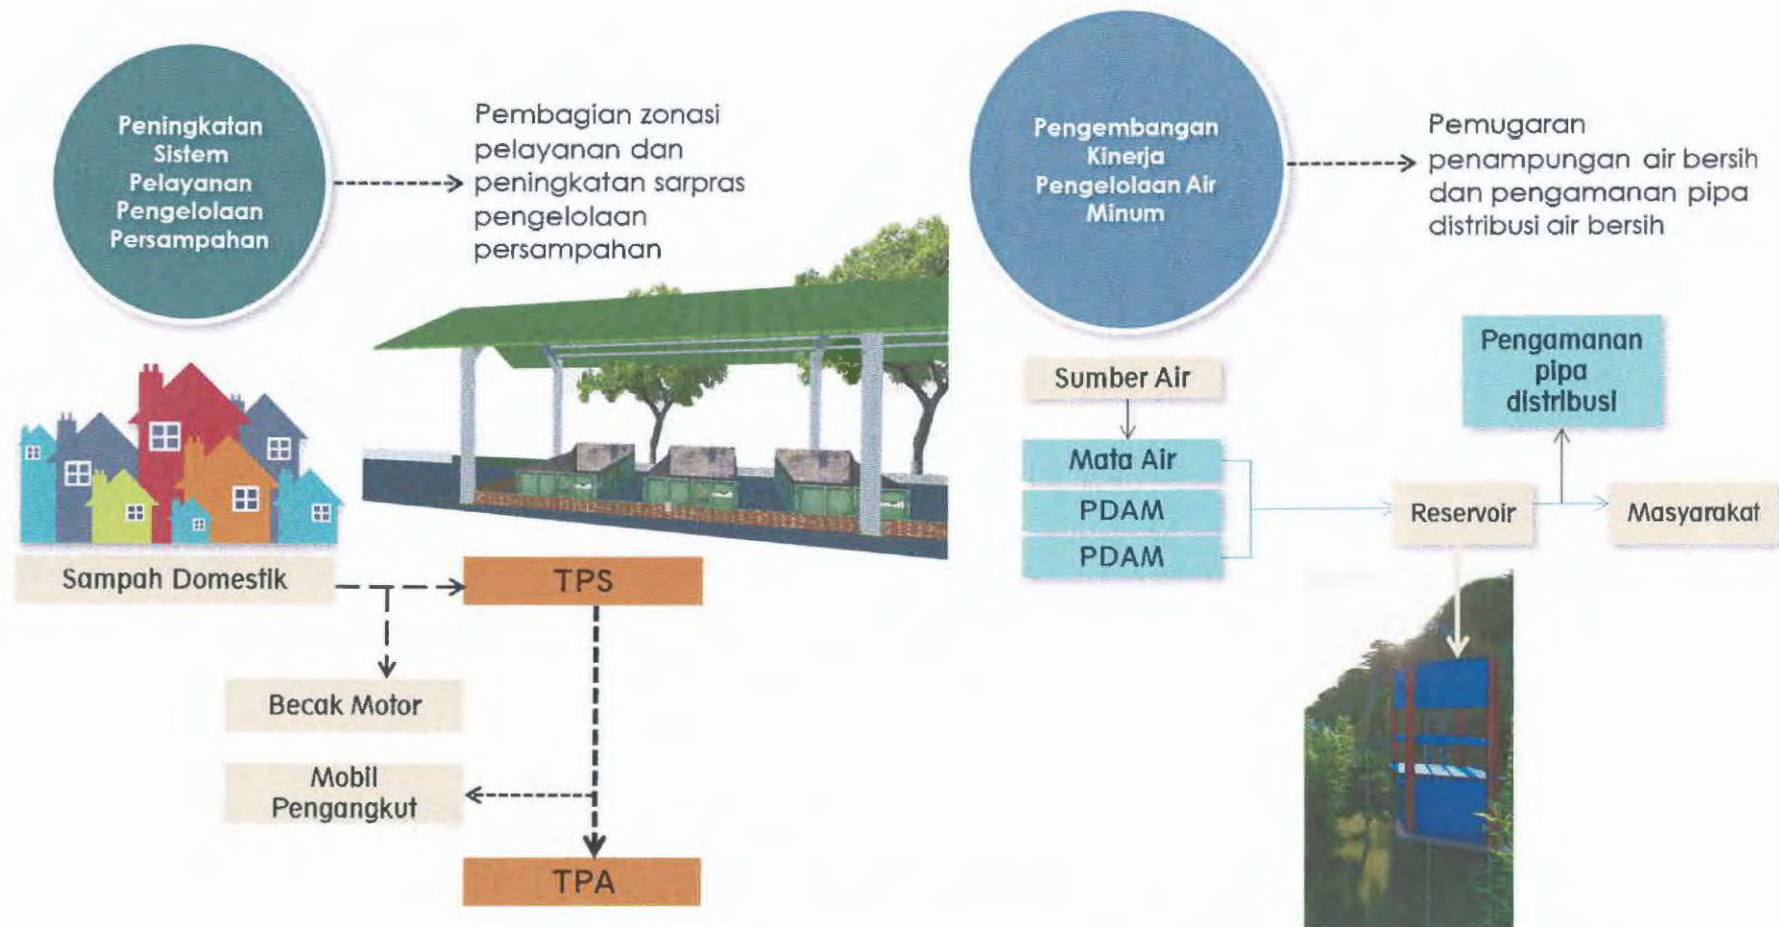 Peningkatan
Sistem
Pelayanan
Pengelolaan
Persampahan
Pembagian zonasi
pelayanan dan
peningkatan sarpras
pengelolaan
persampahan
Sampah Domestik
TPS
Becak Motor
Mobil
Pengangkut
TPA
Pengembangan
Kinerja
Pengelolaan Air
Minum
Pemugaran
penampungan air bersih
dan pengamanan pipa
distribusi air bersih
Sumber Air
Mata Air
PDAM
PDAM
Reservoir
Pengamanan
pipa
distribusi
Masyarakat